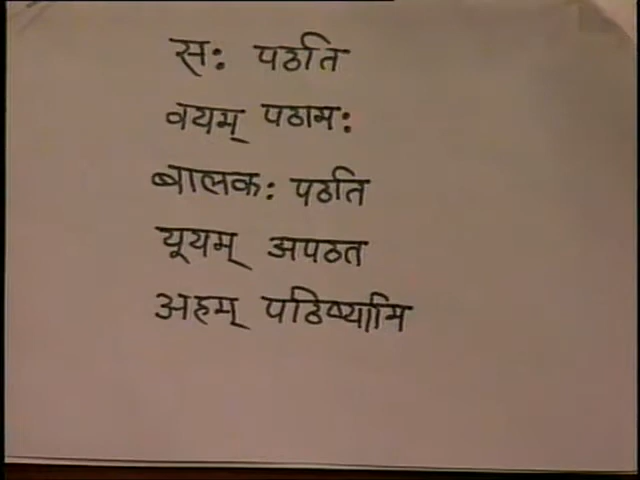 सः पठति
वयम् पठामः
बालकः पठति
यूयम् अपठत
अहम् पठिष्यामि